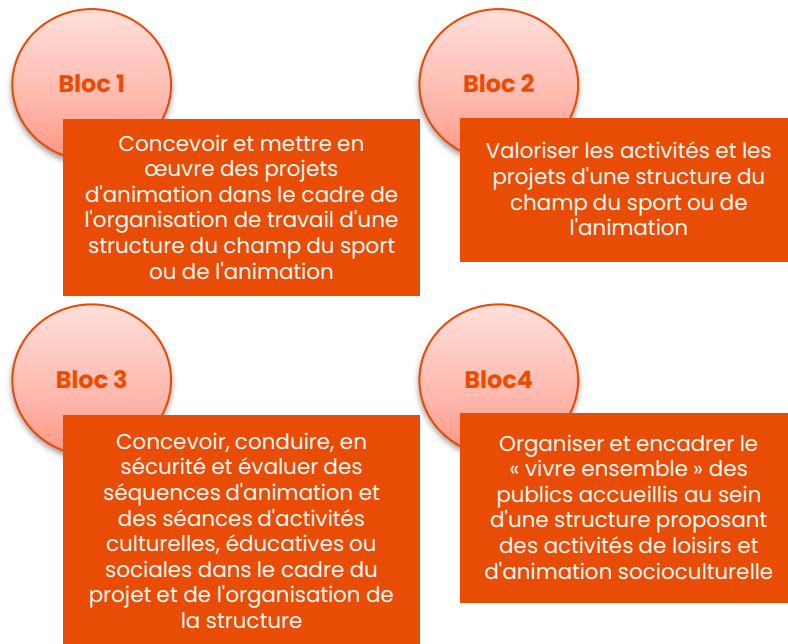 Bloc 1
Concevoir et mettre en
œuvre des projets
d'animation dans le cadre de
l'organisation de travail d'une
structure du champ du sport
ou de l'animation
Bloc 2
Valoriser les activités et les
projets d'une structure du
champ du sport ou de
l'animation
Bloc 3
Concevoir, conduire, en
sécurité et évaluer des
séquences d'animation et
des séances d'activités
culturelles, éducatives ou
sociales dans le cadre du
projet et de l'organisation de
la structure
Bloc4
Organiser et encadrer le
« vivre ensemble » des
publics accueillis au sein
d'une structure proposant
des activités de loisirs et
d'animation socioculturelle